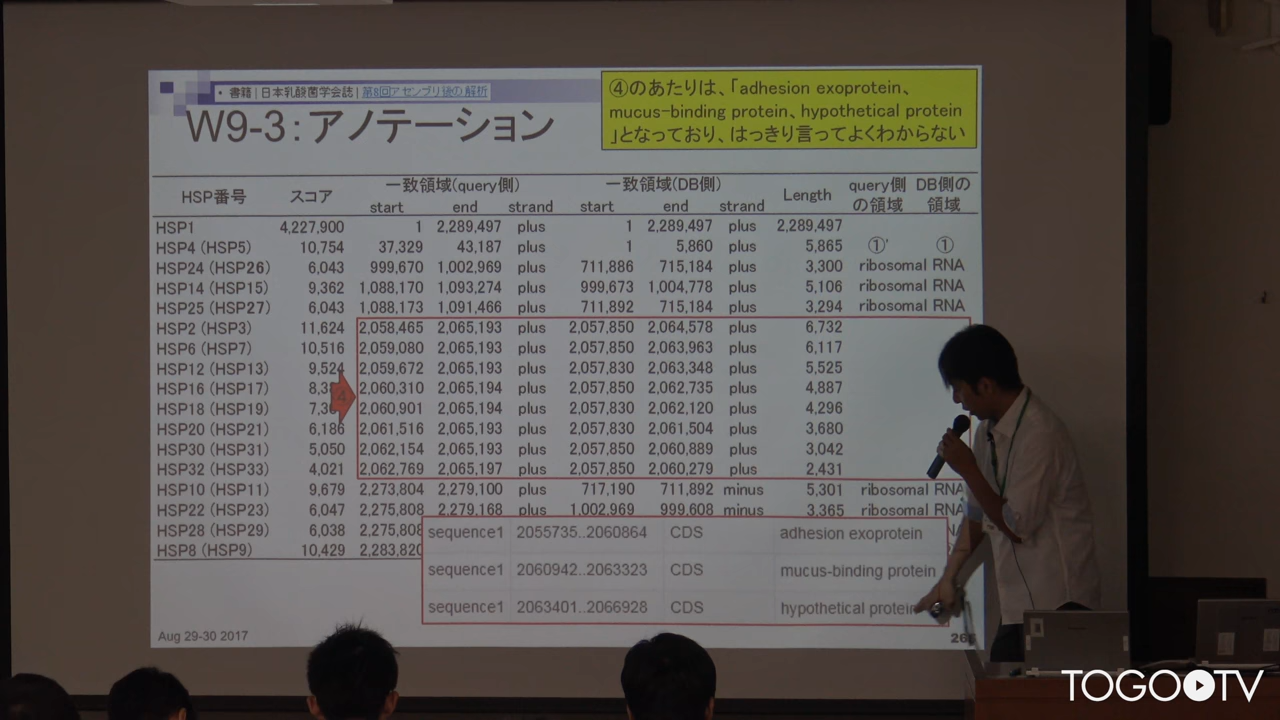 • 書籍 | 日本乳酸菌学会誌 | 第8回アセンブリ後の解析
W9-3：アノテーション
④のあたりは、「adhesion exoprotein、
mucus-binding protein、hypothetical protein
」となっており、はっきり言ってよくわからない
HSP番号 スコア 一致領域(query側) 一致領域(DB側) Length query側の領域 DB側の領域
start end strand start end strand
HSP1 4,227,900 1 2,289,497 plus 1 2,289,497 plus 2,289,497
HSP4 (HSP5) 10,754 37,329 43,187 plus 1 5,860 plus 5,865 ①' ①
HSP24 (HSP26) 6,043 999,670 1,002,969 plus 711,886 715,184 plus 3,300 ribosomal RNA
HSP14 (HSP15) 9,362 1,088,170 1,093,274 plus 999,673 1,004,778 plus 5,106 ribosomal RNA
HSP25 (HSP27) 6,043 1,088,173 1,091,466 plus 711,892 715,184 plus 3,294 ribosomal RNA
HSP2 (HSP3) 11,624 2,058,465 2,065,193 plus 2,057,850 2,064,578 plus 6,732
HSP6 (HSP7) 10,516 2,059,080 2,065,193 plus 2,057,850 2,063,963 plus 6,117
HSP12 (HSP13) 9,524 2,059,672 2,065,193 plus 2,057,830 2,063,348 plus 5,525
HSP16 (HSP17) 2,060,310 2,065,194 plus 2,057,850 2,062,735 plus 4,887
④
HSP18 (HSP19) 2,060,901 2,065,194 plus 2,057,830 2,062,120 plus 4,296
HSP20 (HSP21) 6,186 2,061,516 2,065,193 plus 2,057,830 2,061,504 plus 3,680
HSP30 (HSP31) 5,050 2,062,154 2,065,193 plus 2,057,850 2,060,889 plus 3,042
HSP32 (HSP33) 4,021 2,062,769 2,065,197 plus 2,057,850 2,060,279 plus 2,431
HSP10 (HSP11) 9,679 2,273,804 2,279,100 plus 717,190 711,892 minus 5,301 ribosomal RNA
HSP22 (HSP23) 6,047 2,275,808 2,279,168 plus 1,002,969 999,608 minus 3,365 ribosomal RNA
HSP28 (HSP29) 6,038 2,275,808
HSP8 (HSP9) 10,429 2,283,820
sequence1 2055735..2060864 CDS adhesion exoprotein
sequence1 2060942..2063323 CDS mucus-binding protein
sequence1 2063401..2066928 CDS hypothetical protein
Aug 29-30 2017
TOGO TV